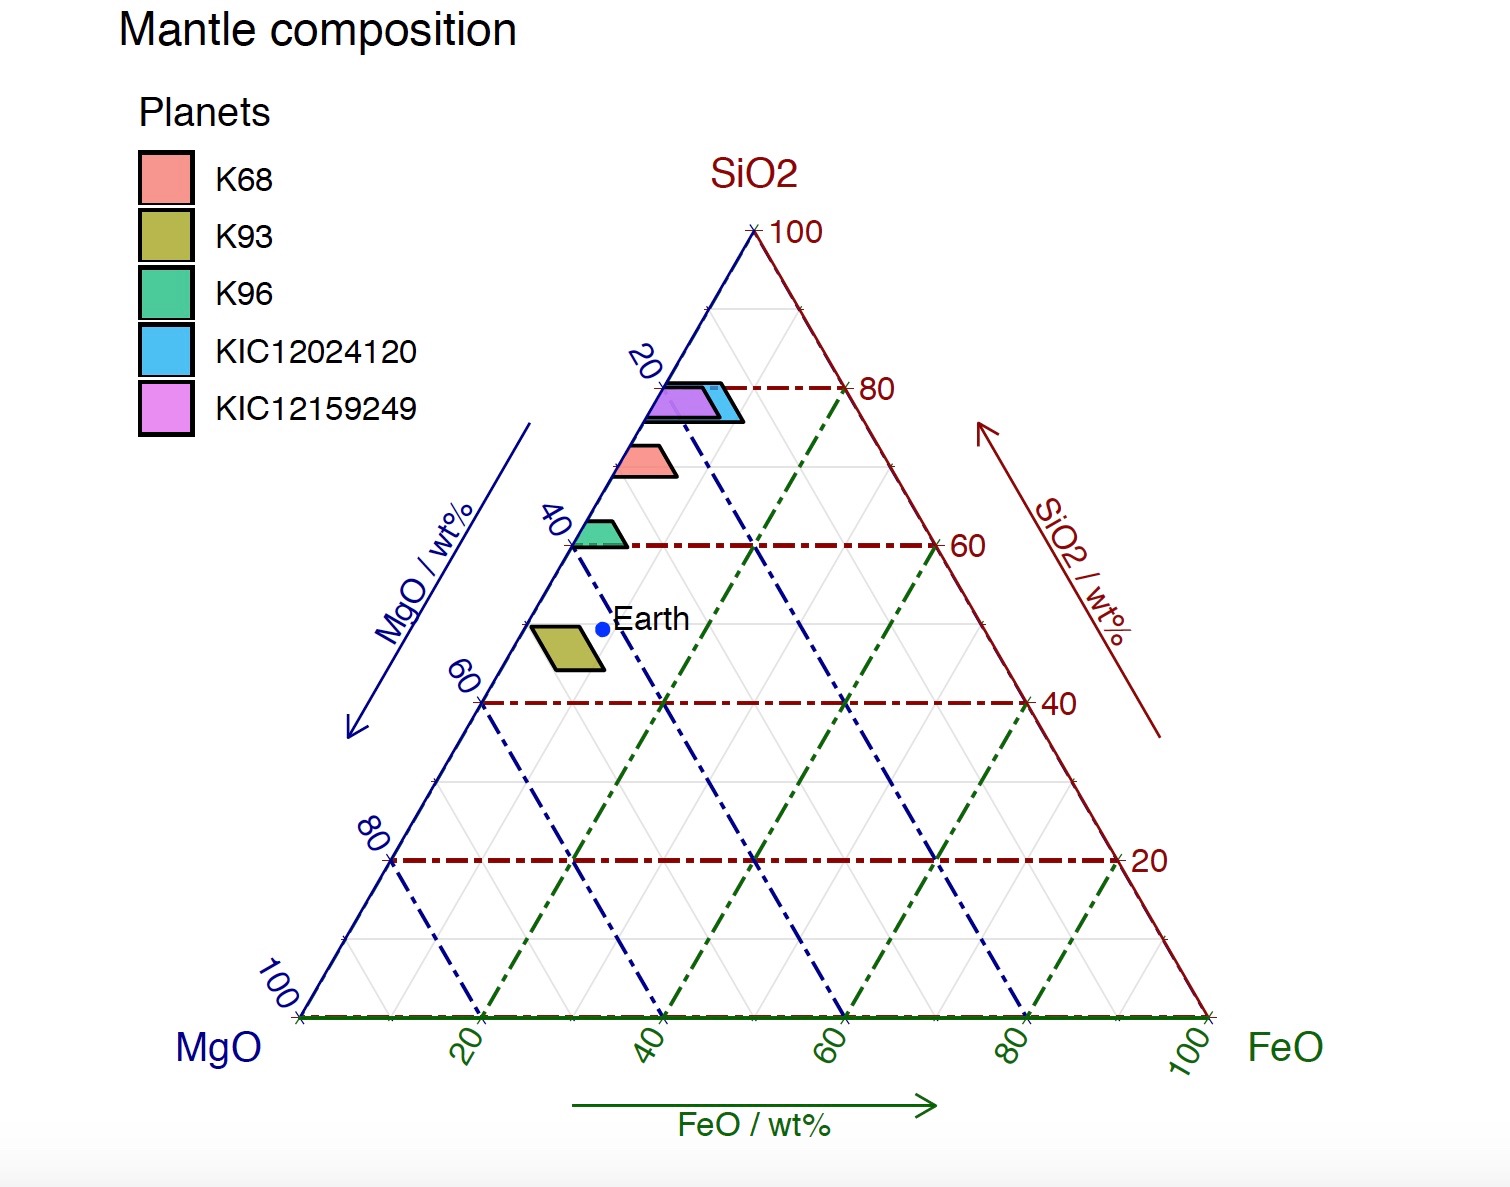 Mantle composition
Planets
K68
K93
K96
KIC12024120
KIC12159249
SiO2
100
20
80
40
60
Earth
60
40
80
20
100
MgO / wt%
SiO2 / wt%
MgO
20
40
60
80
100
FeO
FeO / wt%